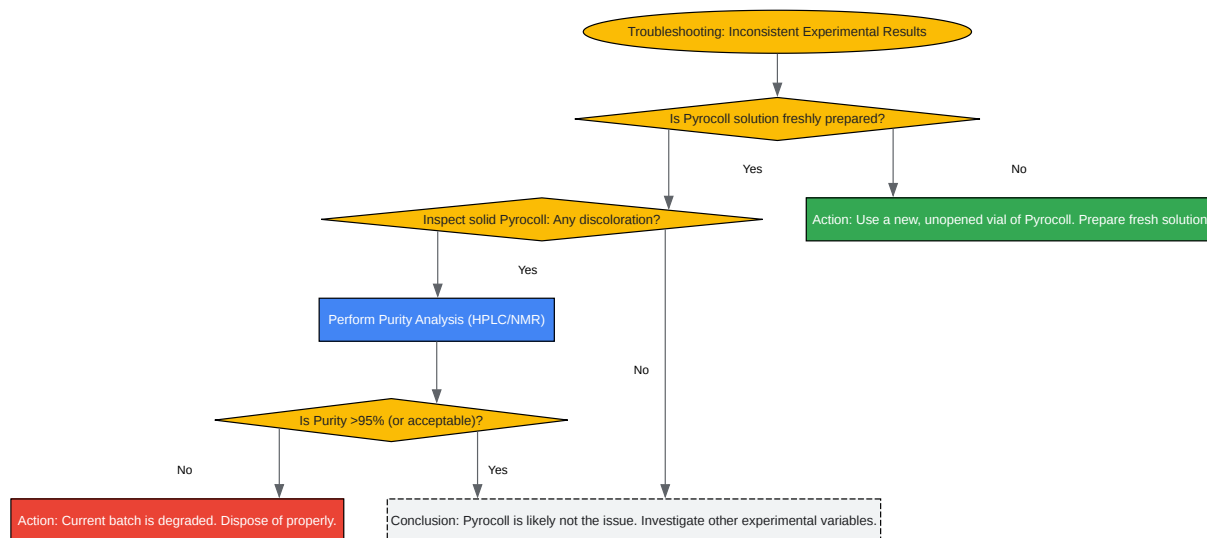 Troubleshooting: Inconsistent Experimental Results
Is Pyrocoll solution freshly prepared?
Yes
No
Inspect solid Pyrocoll: Any discoloration?
Action: Use a new, unopened vial of Pyrocoll. Prepare fresh solution
Yes
Perform Purity Analysis (HPLC/NMR)
No
Is Purity >95% (or acceptable)?
No
Yes
Action: Current batch is degraded. Dispose of properly.
Conclusion: Pyrocoll is likely not the issue. Investigate other experimental variables.